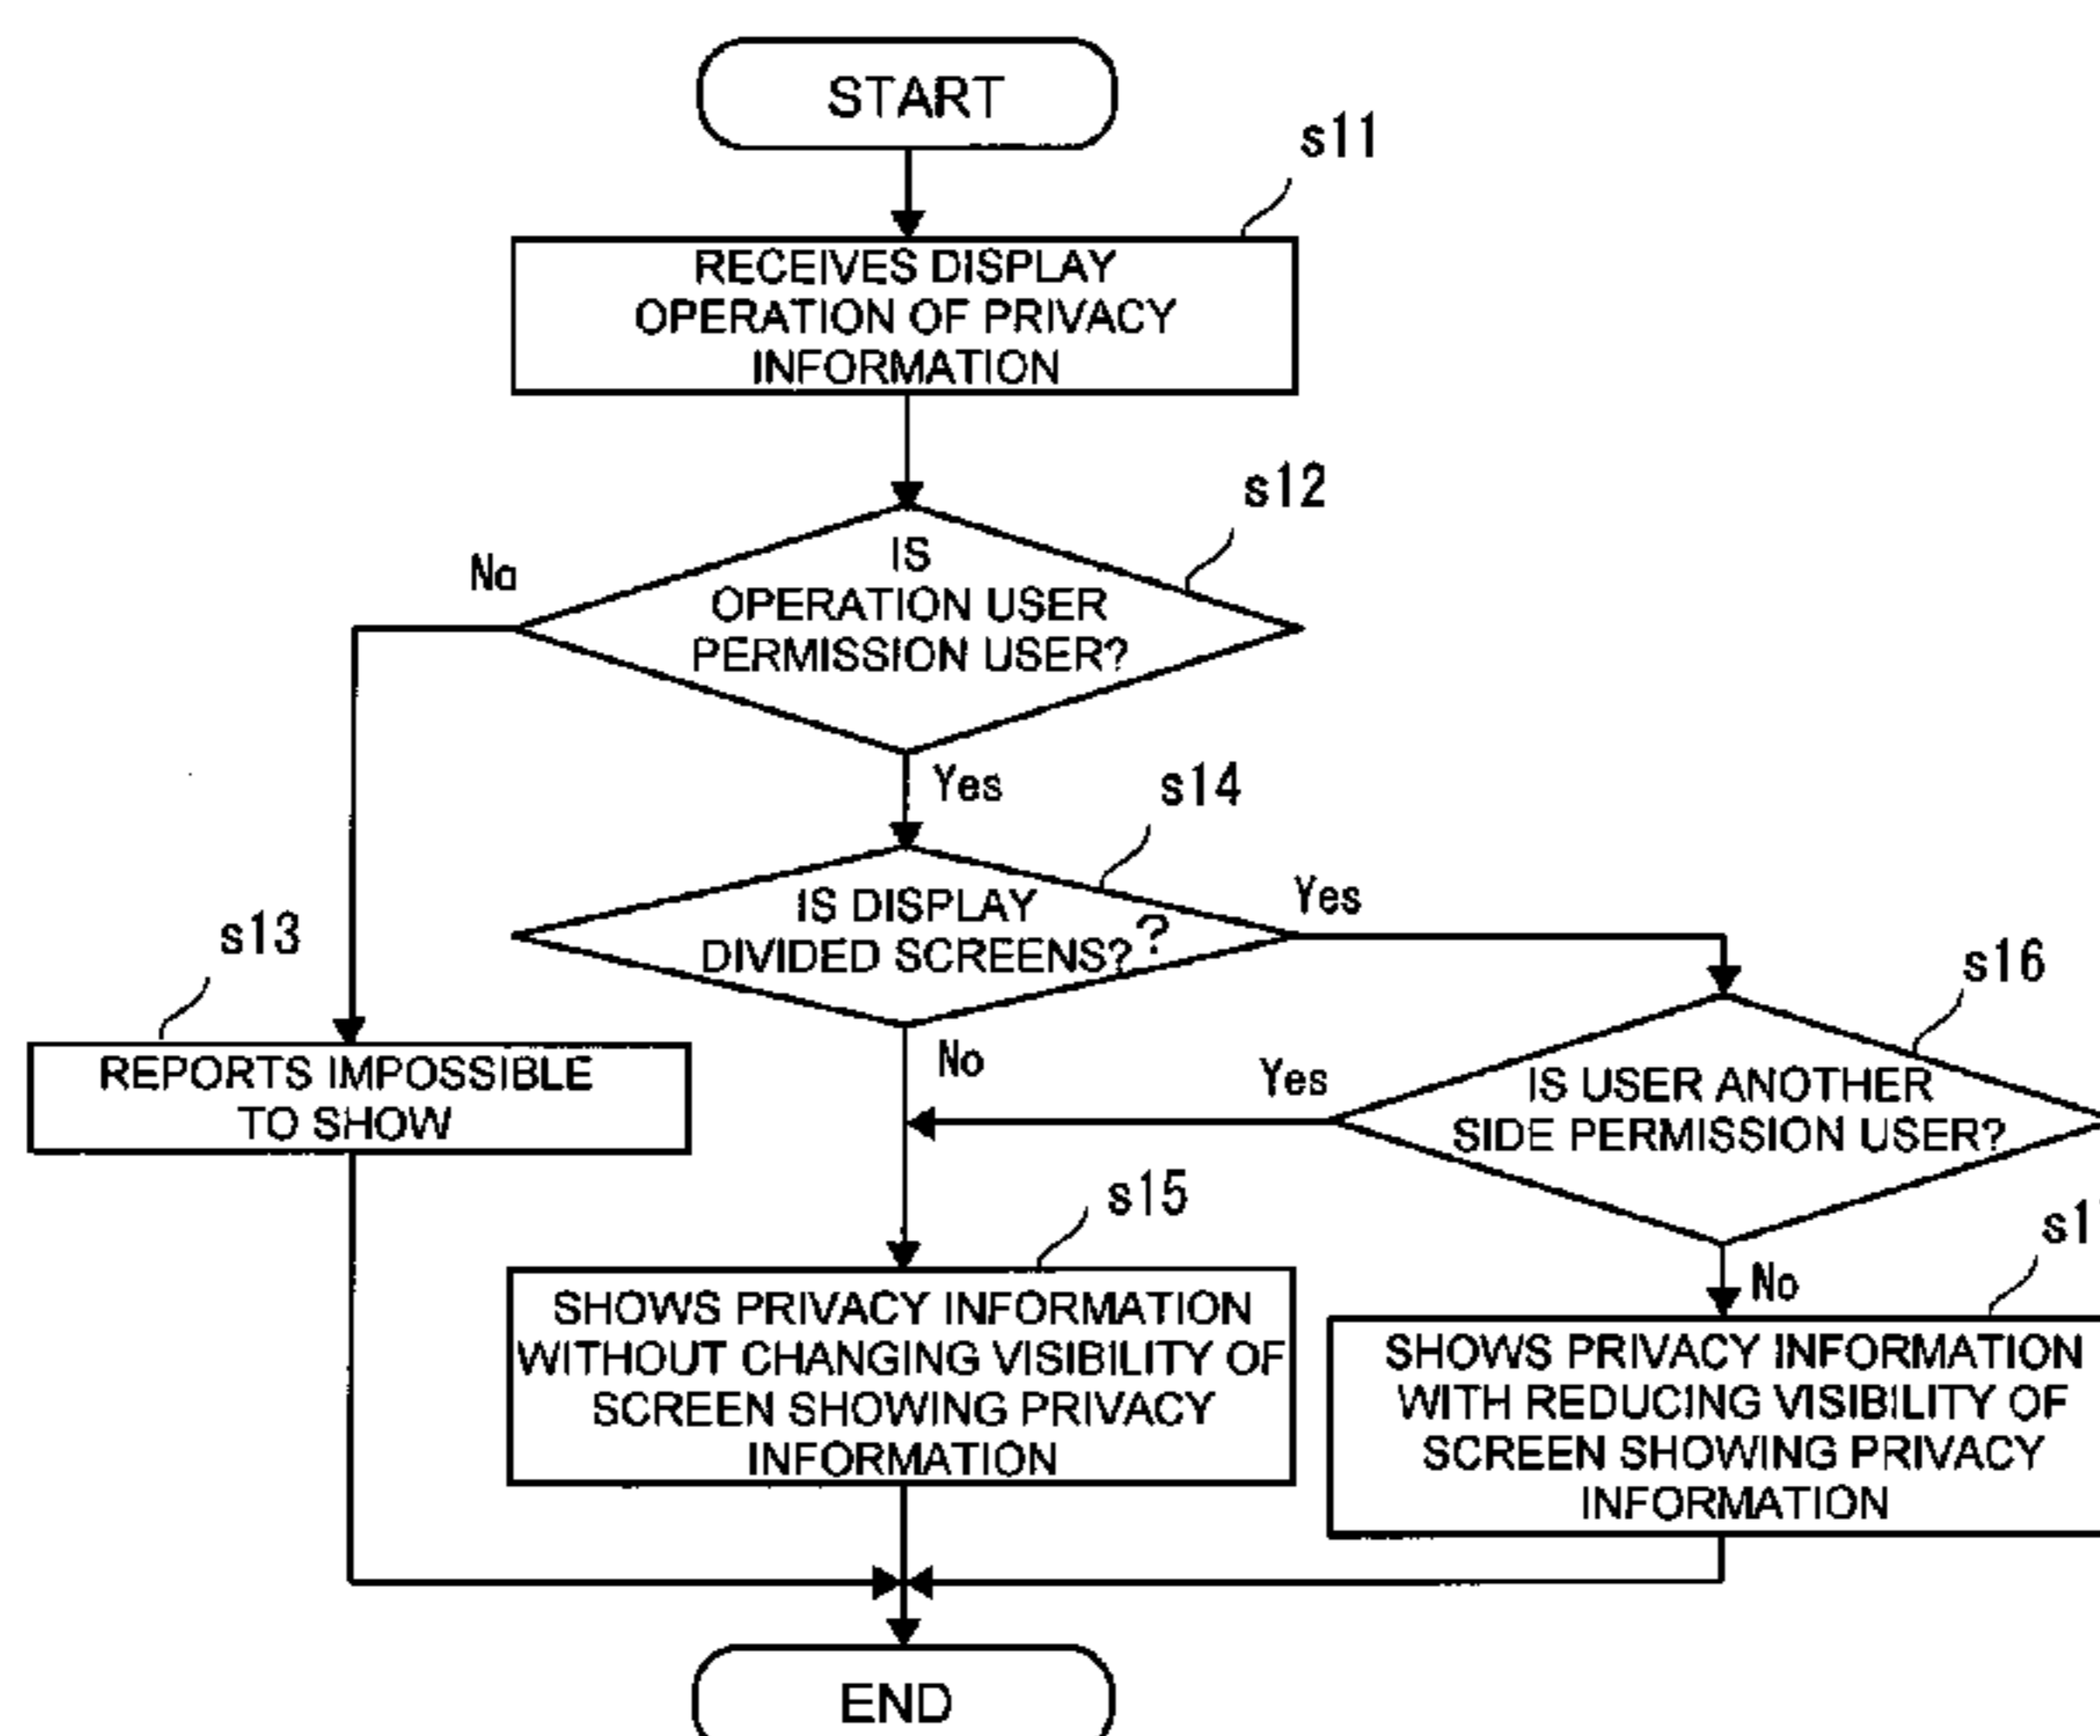 START
s11
RECEIVES DISPLAY
OPERATION OF PRIVACY
INFORMATION
s12
IS
OPERATION USER
PERMISSION USER?
No
Yes
s14
IS DISPLAY
DIVIDED SCREENS??
Yes
No
s13
REPORTS IMPOSSIBLE
TO SHOW
s16
IS USER ANOTHER
SIDE PERMISSION USER?
Yes
No
s15
SHOWS PRIVACY INFORMATION
WITHOUT CHANGING VISIBILITY OF
SCREEN SHOWING PRIVACY
INFORMATION
SHOWS PRIVACY INFORMATION
WITH REDUCING VISIBILITY OF
SCREEN SHOWING PRIVACY
INFORMATION
END